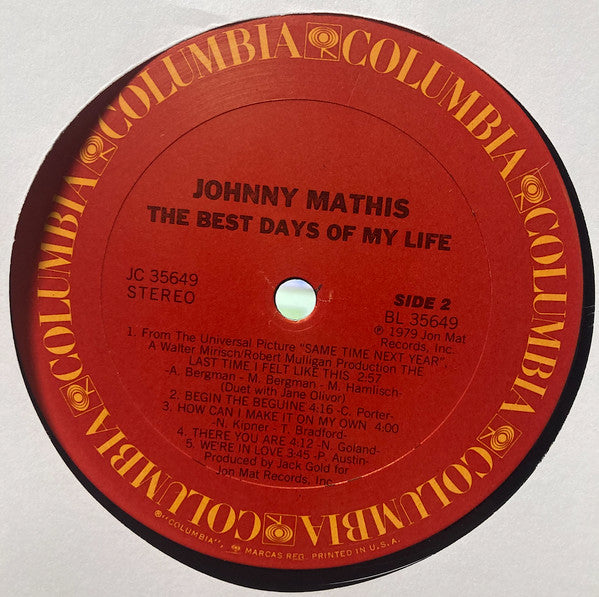 COLUMBIA COLUMBIA COLUMBIA COLUMBIA COLUMBIA COLUMBIA
JOHNNY MATHIS
THE BEST DAYS OF MY LIFE
JC 35649
STEREO
SIDE 2
BL 35649
℗ 1979 Jon Mat
Records, Inc.
1. From The Universal Picture "SAME TIME NEXT YEAR"
A Walter Mirisch/Robert Mulligan Production THE
LAST TIME I FELT LIKE THIS 2:57
-A. Bergman - M. Bergman - M. Hamlisch-
(Duet with Jane Olivor)
2. BEGIN THE BEGUINE 4:16 -C. Porter-
3. HOW CAN I MAKE IT ON MY OWN 4:00
-N. Kipner - T. Bradford-
4. THERE YOU ARE 4:12 -N. Goland-
5. WE'RE IN LOVE 3:45 -P. Austin-
Produced by Jack Gold for
Jon Mat Records, Inc.
®"COLUMBIA", MARCAS REG. PRINTED IN U.S.A.